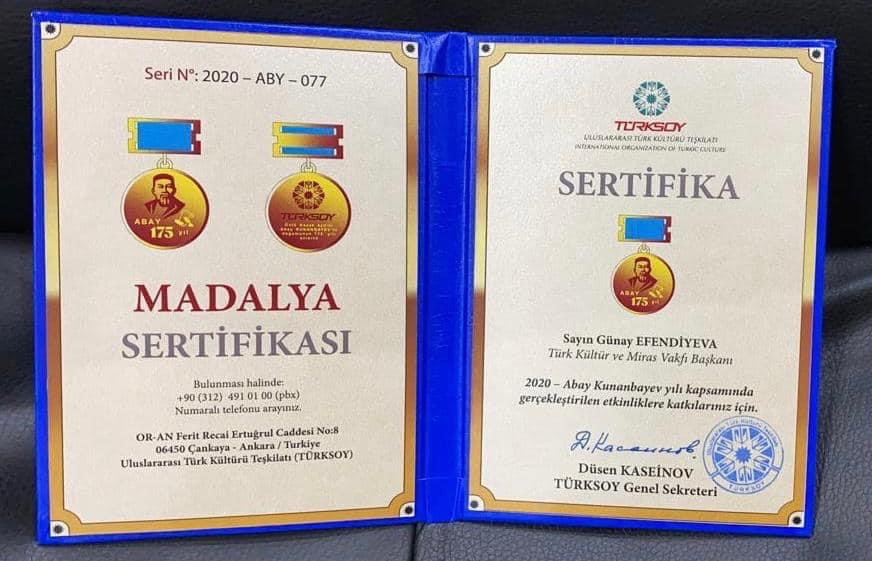 Seri N°: 2020 – ABY – 077
ABAY
175 yıl
TÜRKSOY
MADALYA
SERTİFİKASI
Bulunması halinde:
+90 (312) 491 01 00 (pbx)
Numaralı telefonu arayınız.
OR-AN Ferit Recai Ertuğrul Caddesi No:8
06450 Çankaya - Ankara / Turkiye
Uluslararası Türk Kültürü Teşkilatı (TÜRKSOY)
TÜRKSOY
ULUSLARARASI TÜRK KÜLTÜRÜ TEŞKİLATI
INTERNATIONAL ORGANIZATION OF TURKIC CULTURE
SERTİFİKA
ABAY
175 yıl
Sayın Günay EFENDİYEVA
Türk Kültür ve Miras Vakfı Başkanı
2020 – Abay Kunanbayev yılı kapsamında
gerçekleştirilen etkinliklere katkılarınız için.
Düsen KASEİNOV
TÜRKSOY Genel Sekreteri
TÜRKSOY